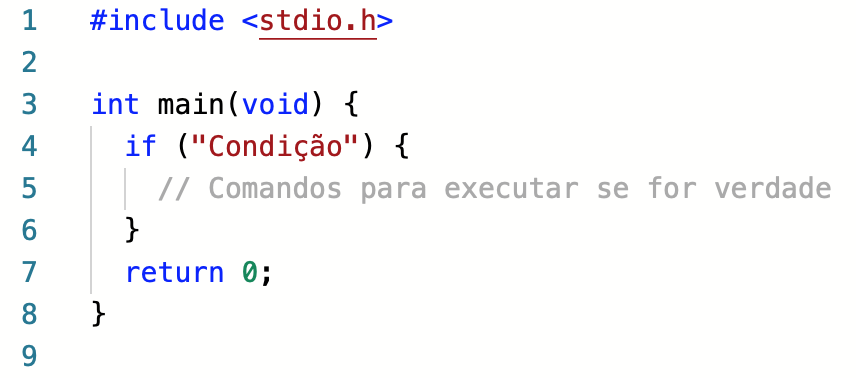 1 #include <stdio.h>
2
3 int main(void) {
4 if ("Condição") {
5 // Comandos para executar se for verdade
6 }
7 return 0;
8 }
9